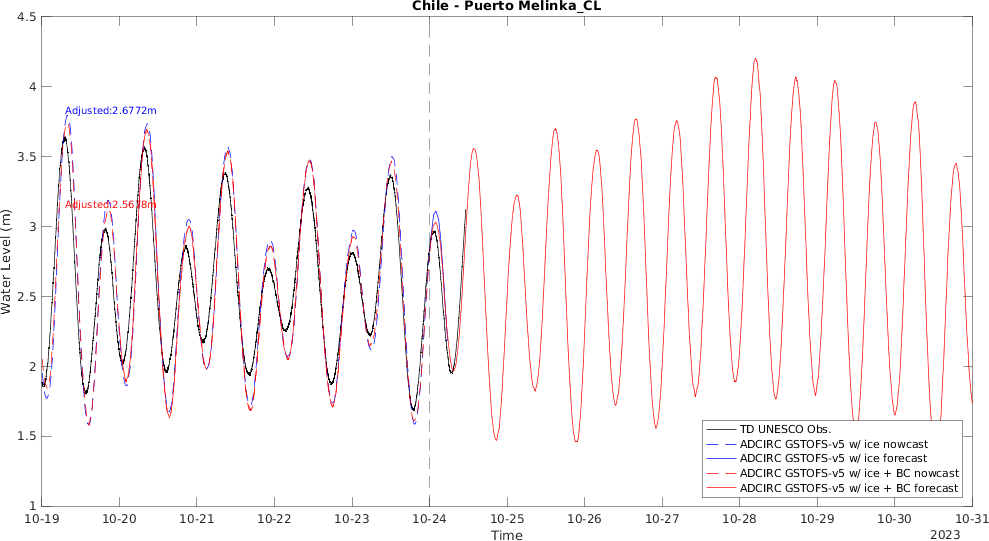 Chile - Puerto Melinka_CL
4.5
4
3.5
3
2.5
2
1.5
1
Water Level (m)
Adjusted:2.6772m
Adjusted:2.5678m
TD UNESCO Obs.
ADCIRC GSTOFS-v5 w/ ice nowcast
ADCIRC GSTOFS-v5 w/ ice forecast
ADCIRC GSTOFS-v5 w/ ice + BC nowcast
ADCIRC GSTOFS-v5 w/ ice + BC forecast
10-19 10-20 10-21 10-22 10-23 10-24 10-25 10-26 10-27 10-28 10-29 10-30 10-31
Time
2023